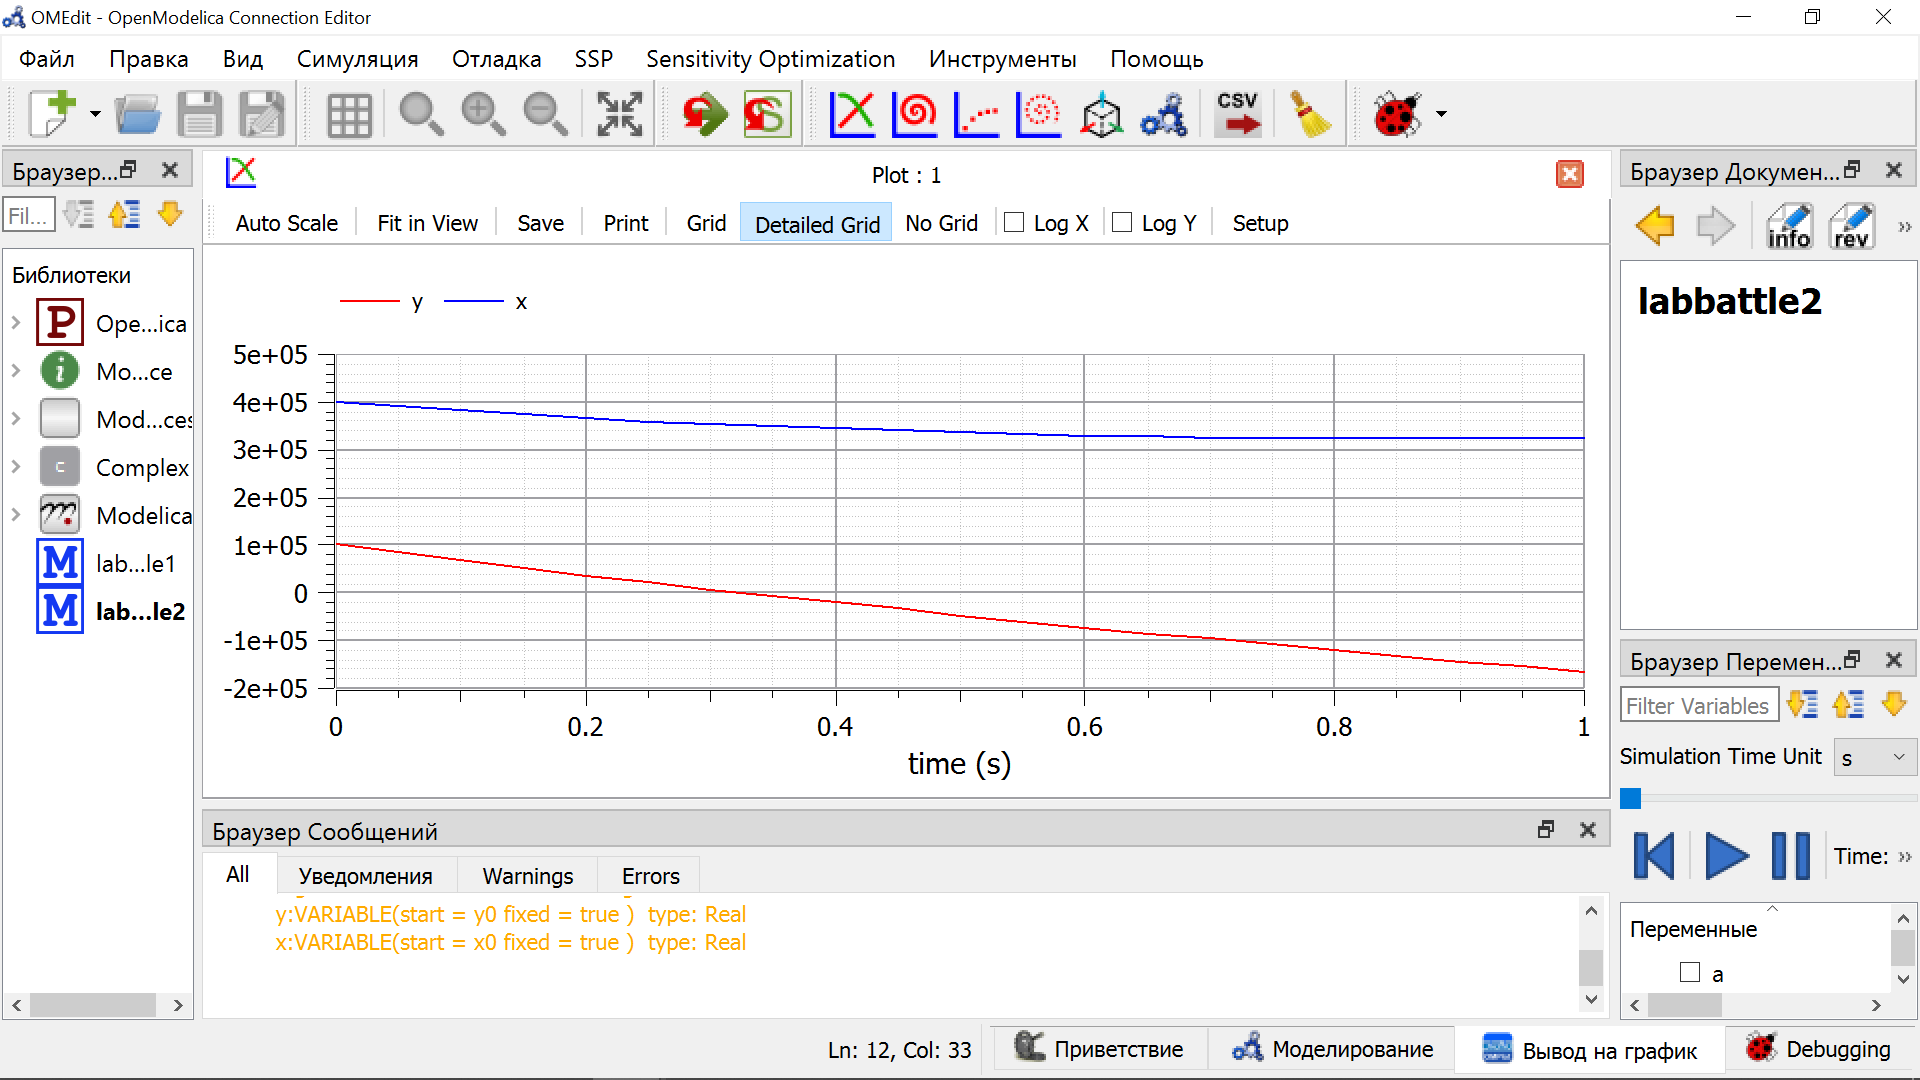 OMEdit - OpenModelica Connection Editor
Файл Правка Вид Симуляция Отладка SSP Sensitivity Optimization Инструменты Помощь
CSV
Браузер...
Fil...
Библиотеки
P Ope...ica
i Mo...ce
Mod...ces
C Complex
Modelica
M lab...le1
M lab...le2
Plot : 1
Auto Scale Fit in View Save Print Grid Detailed Grid No Grid Log X Log Y Setup
y x
5e+05
4e+05
3e+05
2e+05
1e+05
0
-1e+05
-2e+05
0 0.2 0.4 0.6 0.8 1
time (s)
Браузер Сообщений
All Уведомления Warnings Errors
y:VARIABLE(start = y0 fixed = true ) type: Real
x:VARIABLE(start = x0 fixed = true ) type: Real
Браузер Докумен...
info rev »
labbattle2
Браузер Перемен...
Filter Variables
Simulation Time Unit s
Time: »
Переменные
a
Ln: 12, Col: 33 Приветствие Моделирование Вывод на график Debugging